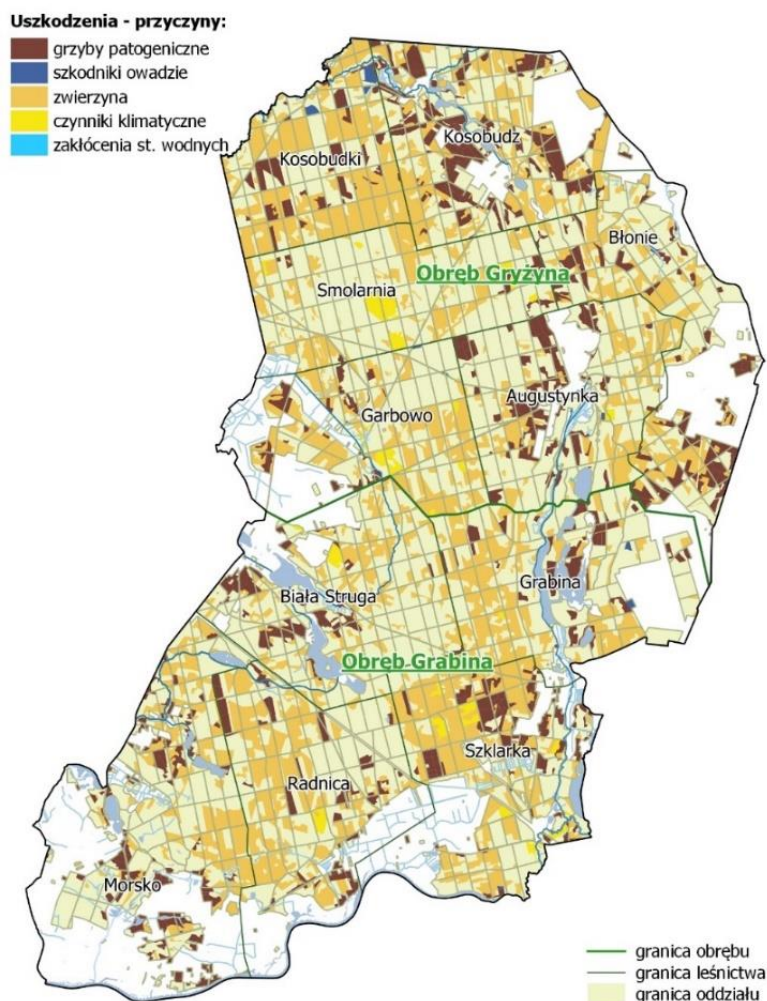 Uszkodzenia - przyczyny:
grzyby patogeniczne
szkodniki owadzie
zwierzyna
czynniki klimatyczne
zakłócenia st. wodnych
Kosobudz
Kosobudki
Błonie
Obręb Gryżyna
Smolarnia
Augustynka
Garbowo
Grabina
Biała Struga
Obręb Grabina
Szklarka
Radnica
Morsko
granica obrębu
granica leśnictwa
granica oddziału